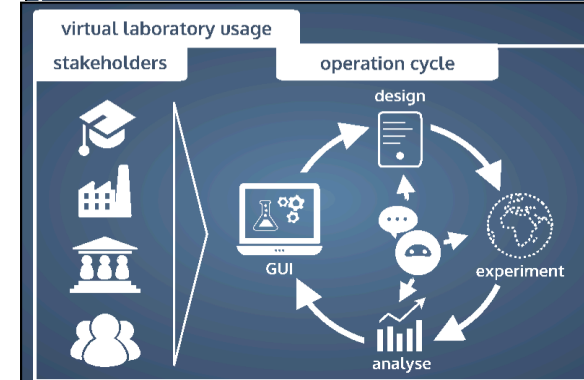 virtual laboratory usage
stakeholders
operation cycle
design
GUI
experiment
analyse